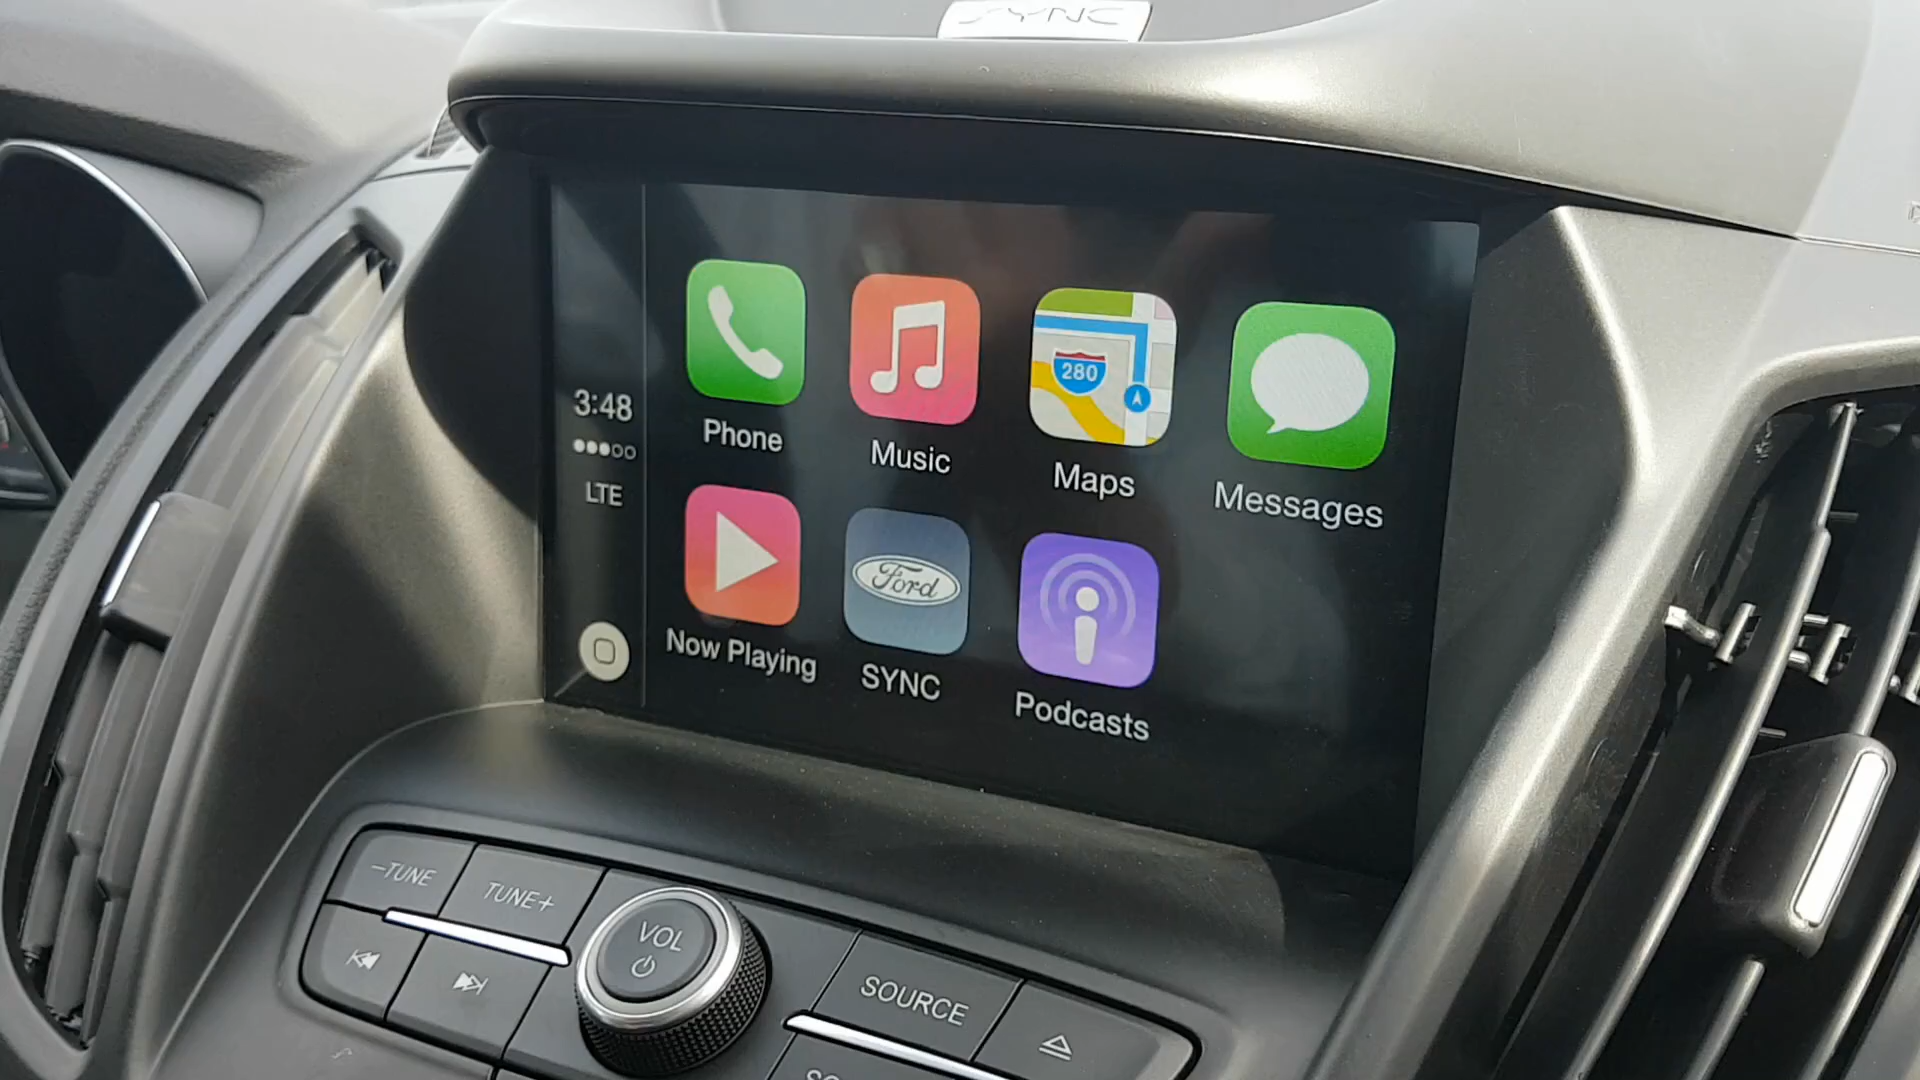 SYNC
280
Phone
Music
Maps
Messages
3:48
LTE
Ford
Now Playing
SYNC
Podcasts
-TUNE
TUNE+
VOL
SOURCE